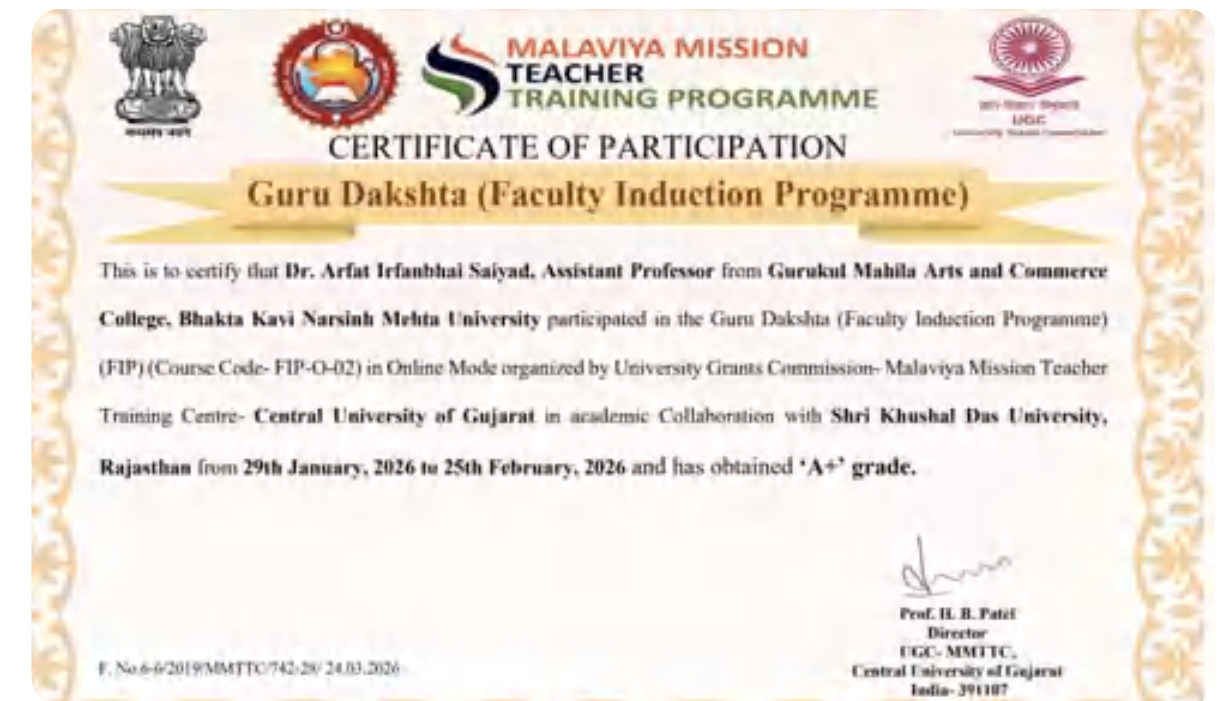 MALAVIYA MISSION
TEACHER
TRAINING PROGRAMME
UGC
CERTIFICATE OF PARTICIPATION
Guru Dakshta (Faculty Induction Programme)
This is to certify that Dr. Arfat Irfanbhai Saiyad, Assistant Professor from Gurukul Mahila Arts and Commerce
College, Bhakta Kavi Narsinh Mehta University participated in the Guru Dakshta (Faculty Induction Programme)
(FIP) (Course Code- FIP-O-02) in Online Mode organized by University Grants Commission- Malaviya Mission Teacher
Training Centre- Central University of Gujarat in academic Collaboration with Shri Khushal Das University,
Rajasthan from 29th January, 2026 to 25th February, 2026 and has obtained ‘A+’ grade.
Prof. H. B. Patel
Director
UGC- MMTTC,
Central University of Gujarat
India- 391107
F. No.6-6/2019/MMTTC/742-28/ 24.03.2026